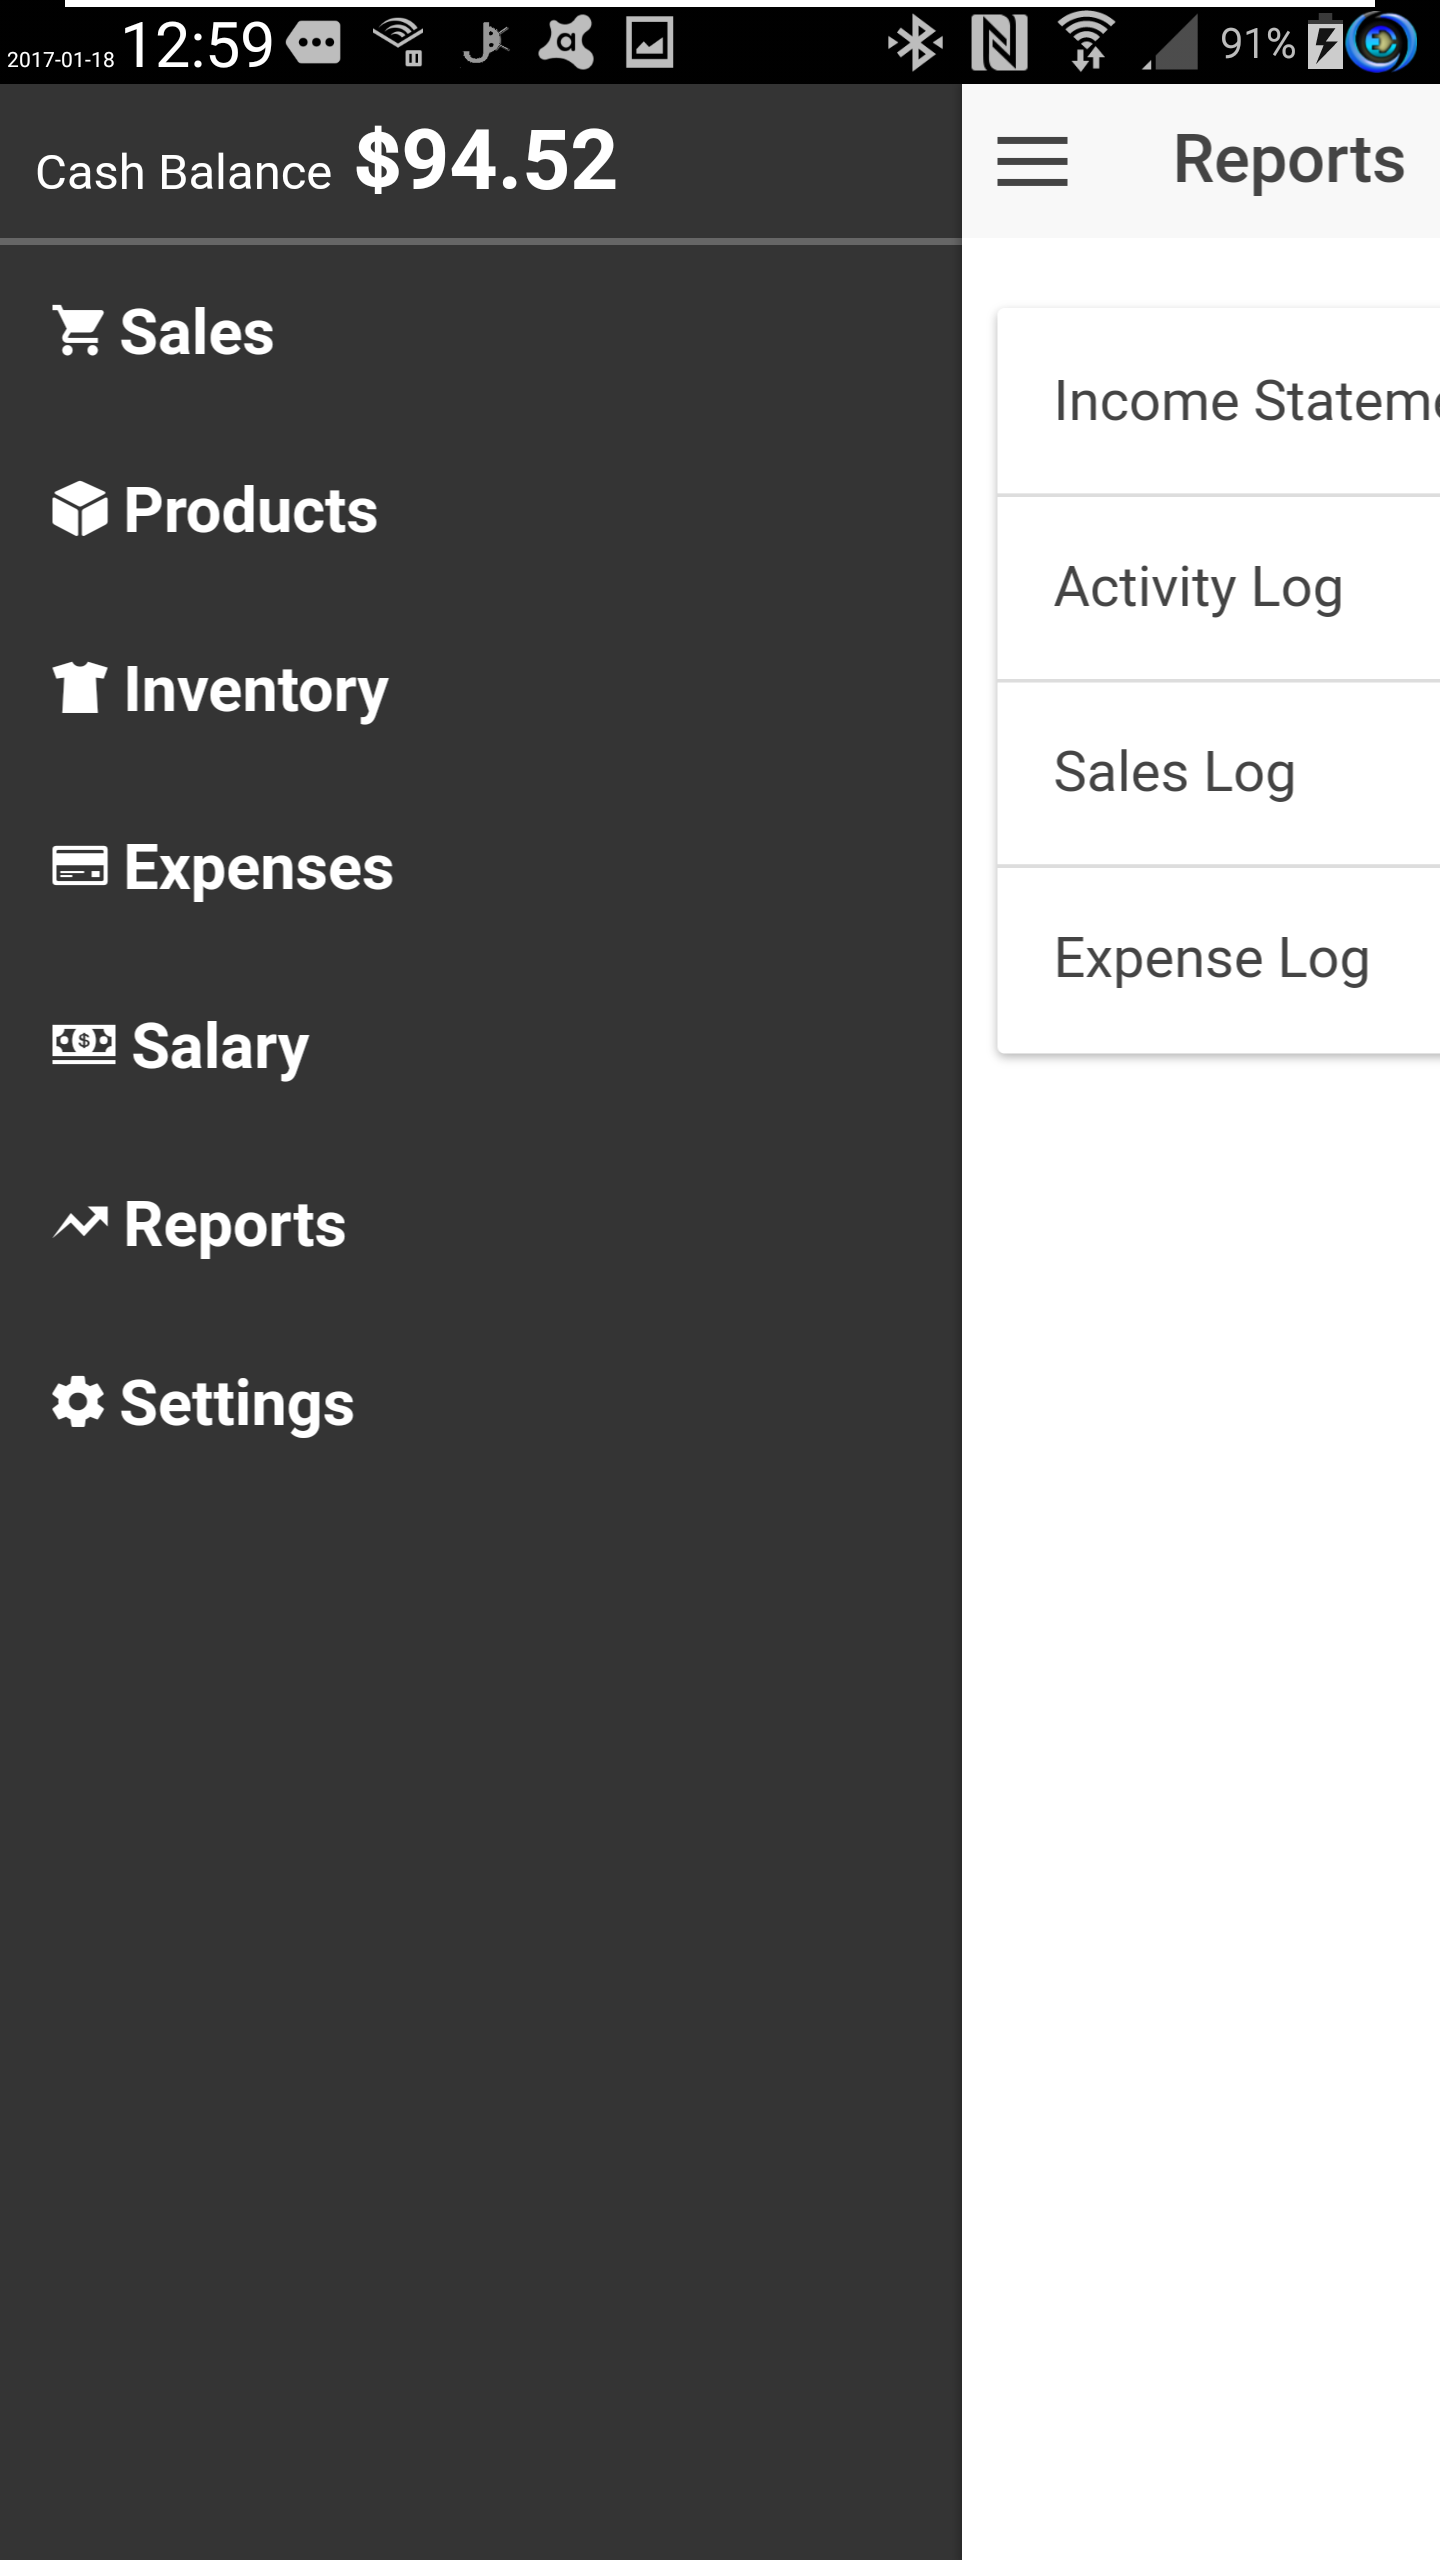 2017-01-18 12:59 91%
Cash Balance $94.52
Sales
Products
Inventory
Expenses
Salary
Reports
Settings
Reports
Income Statem
Activity Log
Sales Log
Expense Log